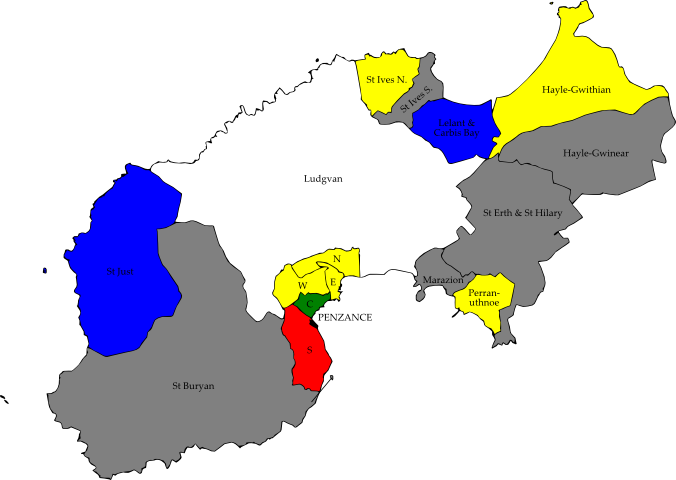 St Ives N.
St Ives S.
Hayle-Gwithian
Lelant &
Carbis Bay
Hayle-Gwinear
Ludgvan
St Erth & St Hilary
St Just
N
Marazion
W
E
Perran-
uthnoe
C
PENZANCE
S
St Buryan